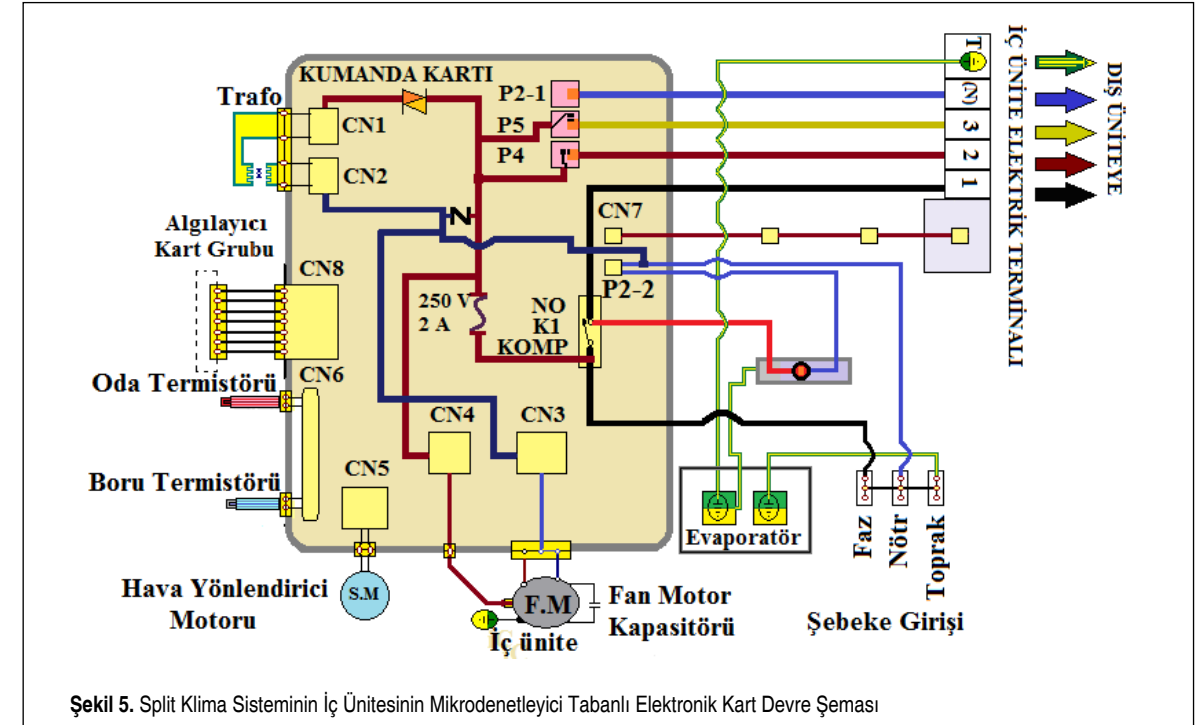 KUMANDA KARTI
Trafo
CN1
CN2
P2-1
P5
P4
T
(N)
3
2
1
İÇ ÜNİTE ELEKTRİK TERMİNALI
DIŞ ÜNİTEYE
Algılayıcı
Kart Grubu
CN8
N
CN7
P2-2
250 V
2 A
NO
K1
KOMP
Oda Termistörü
CN6
CN4
CN3
Boru Termistörü
CN5
Evaporatör
Faz
Nötr
Toprak
Hava Yönlendirici
Motoru
S.M
F.M
Fan Motor
Kapasitörü
İç ünite
Şebeke Girişi
Şekil 5. Split Klima Sisteminin İç Ünitesinin Mikrodenetleyici Tabanlı Elektronik Kart Devre Şeması